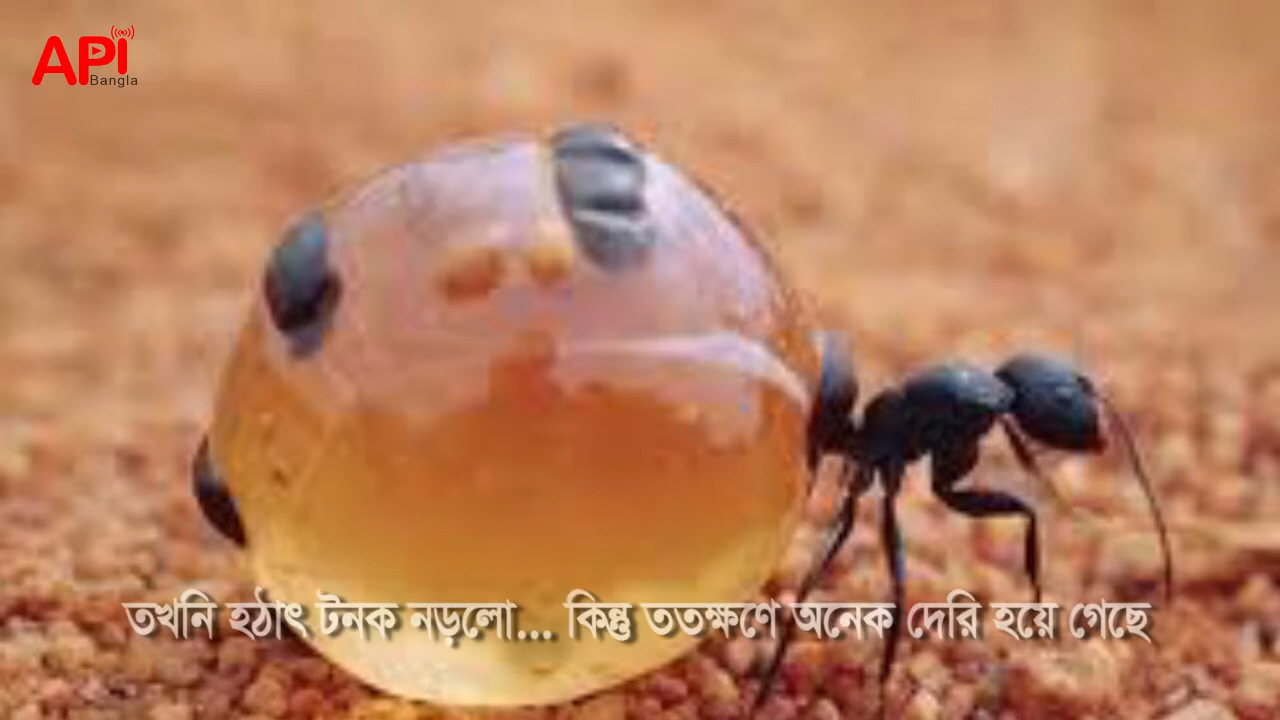 API
Bangla
তখনি হঠাৎ টনক নড়লো... কিন্তু ততক্ষণে অনেক দেরি হয়ে গেছে